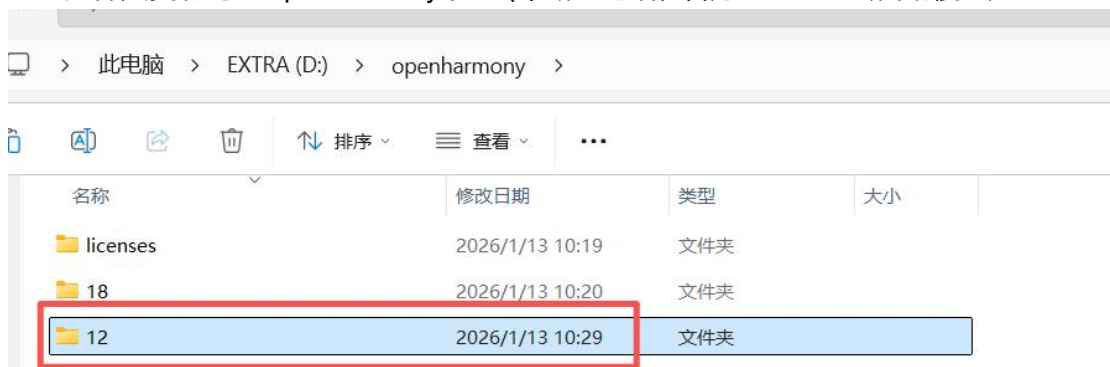 此电脑 > EXTRA (D:) > openharmony >
排序 查看 •••
名称 修改日期 类型 大小
licenses 2026/1/13 10:19 文件夹
18 2026/1/13 10:20 文件夹
12 2026/1/13 10:29 文件夹